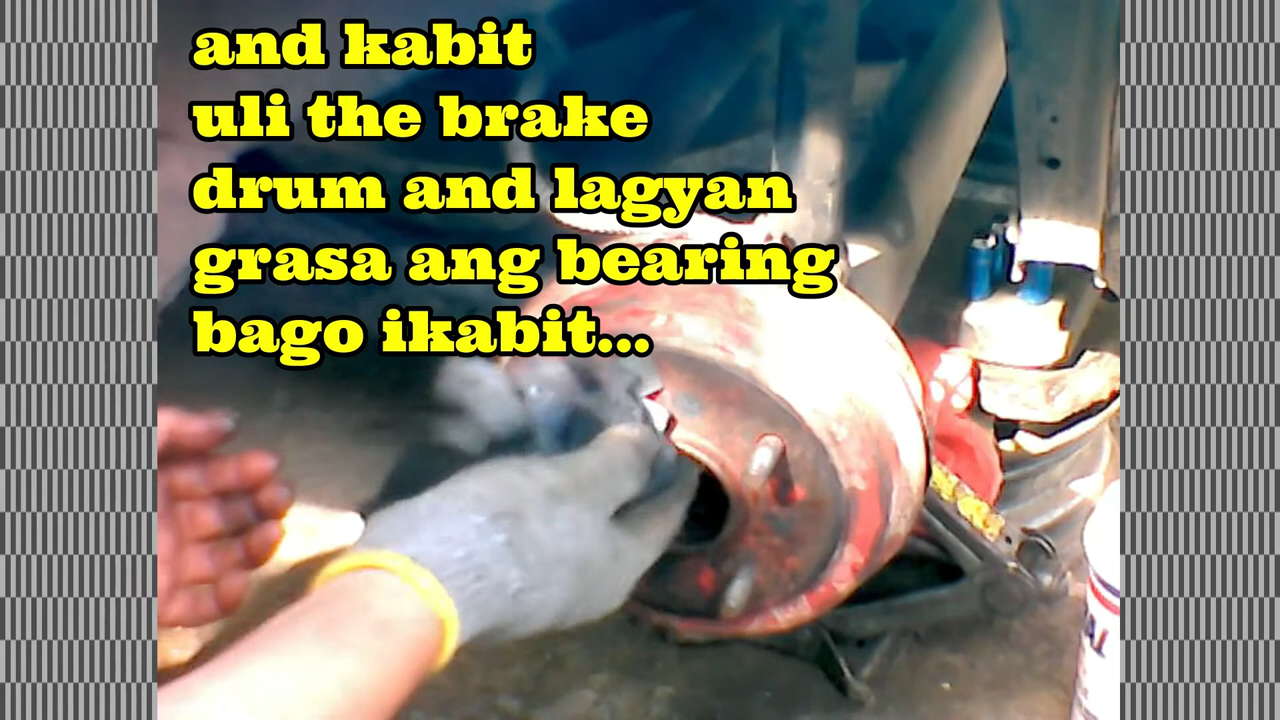 and kabit
uli the brake
drum and lagyan
grasa ang bearing
bago ikabit...